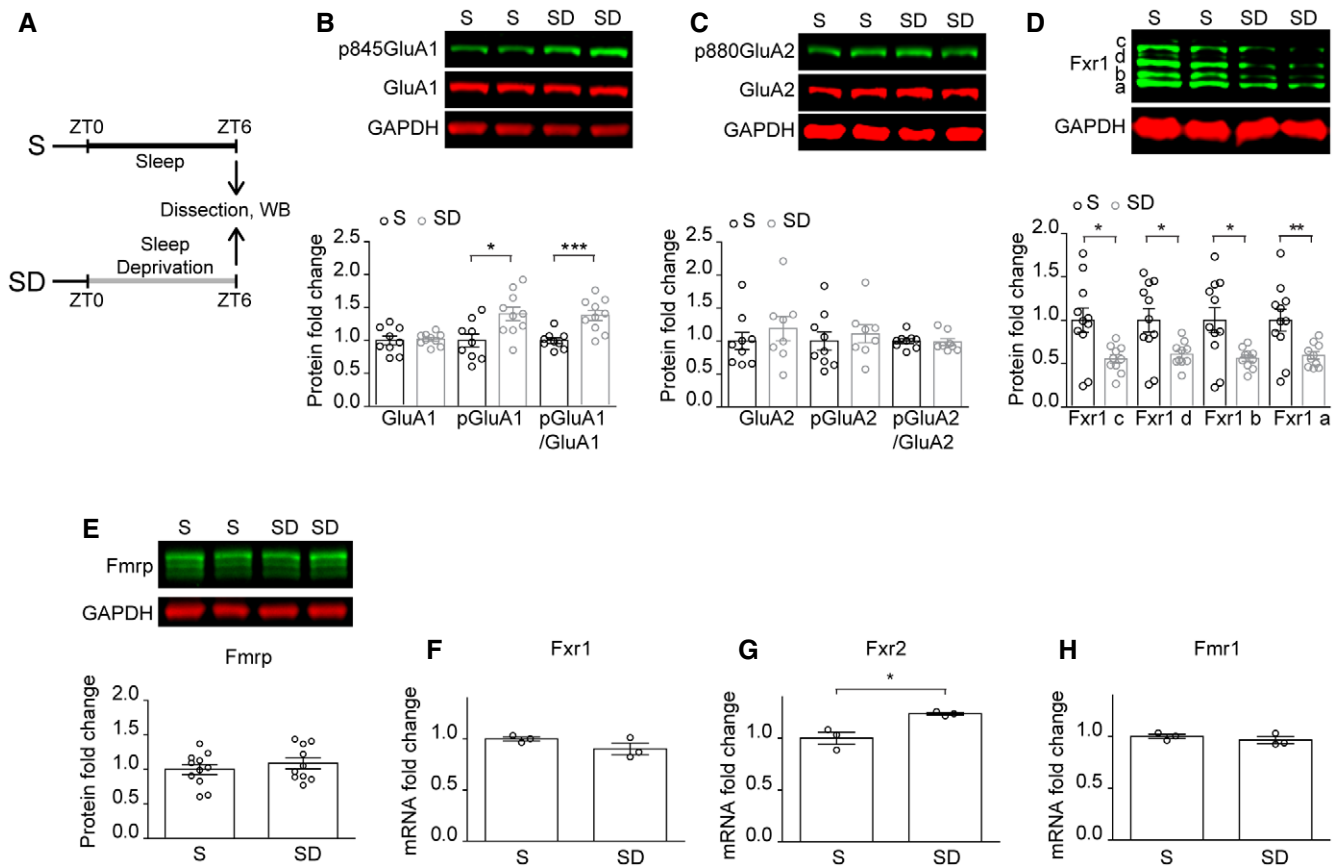 A
S
ZT0
ZT6
Sleep
Dissection, WB
Sleep
Deprivation
SD
ZT0
ZT6
B
S S SD SD
p845GluA1
GluA1
GAPDH
S SD
Protein fold change
2.5
2.0
1.5
1.0
0.5
0.0
* ***
GluA1 pGluA1 pGluA1
/GluA1
C
S S SD SD
p880GluA2
GluA2
GAPDH
S SD
Protein fold change
2.5
2.0
1.5
1.0
0.5
0.0
GluA2 pGluA2 pGluA2
/GluA2
D
S S SD SD
Fxr1
c
d
b
a
GAPDH
S SD
Protein fold change
2.0
1.5
1.0
0.5
0.0
* * * **
Fxr1 c Fxr1 d Fxr1 b Fxr1 a
E
S S SD SD
Fmrp
GAPDH
Fmrp
Protein fold change
2.0
1.5
1.0
0.5
0.0
S SD
F
Fxr1
mRNA fold change
1.0
0.0
S SD
G
Fxr2
mRNA fold change
*
1.0
0.0
S SD
H
Fmr1
mRNA fold change
1.0
0.0
S SD